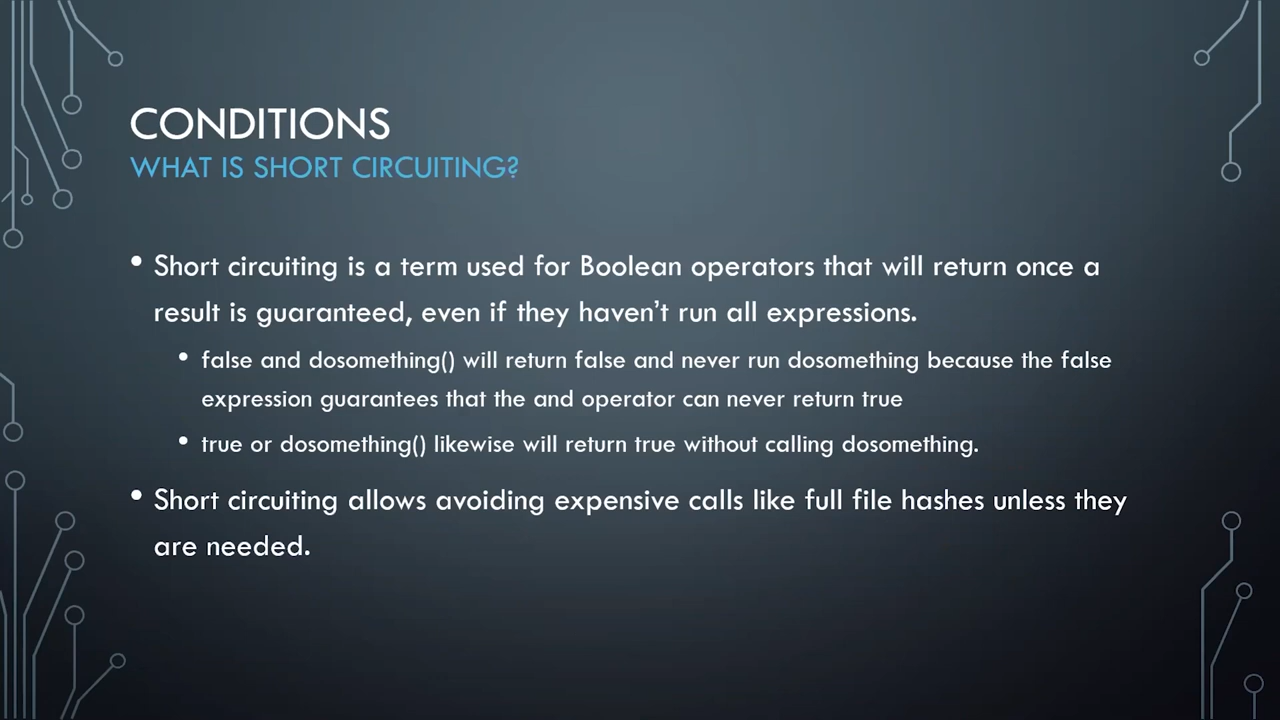 CONDITIONS
WHAT IS SHORT CIRCUITING?
• Short circuiting is a term used for Boolean operators that will return once a
result is guaranteed, even if they haven’t run all expressions.
• false and dosomething() will return false and never run dosomething because the false
expression guarantees that the and operator can never return true
• true or dosomething() likewise will return true without calling dosomething.
• Short circuiting allows avoiding expensive calls like full file hashes unless they
are needed.